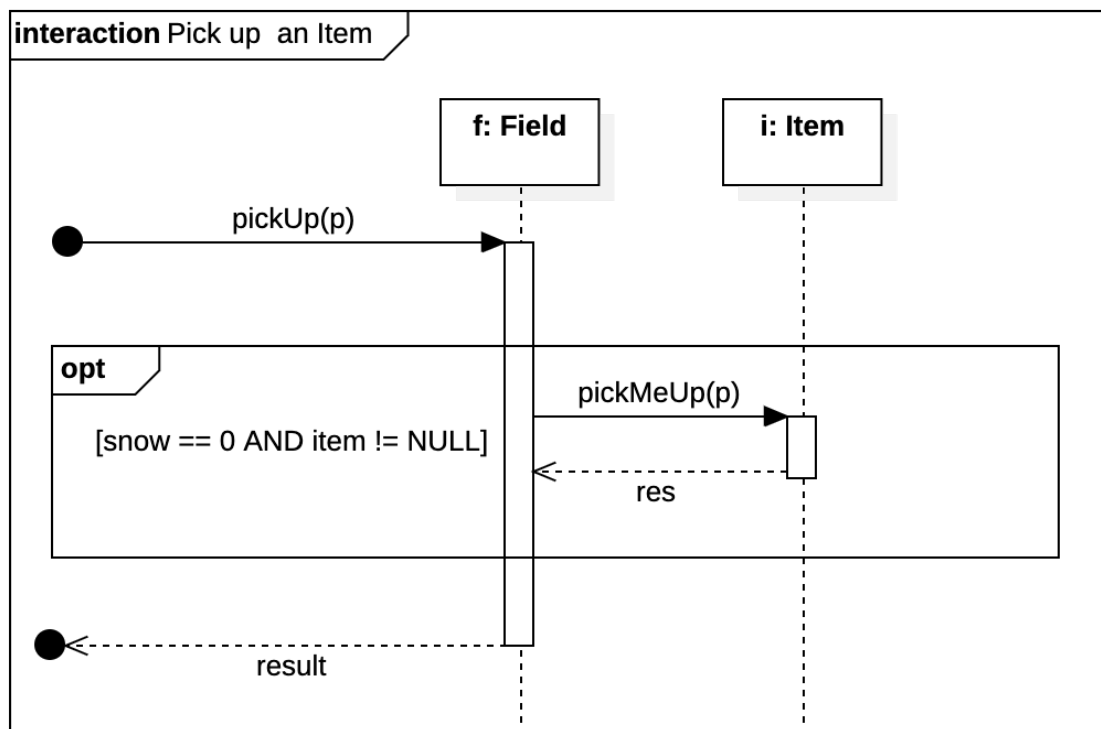 interaction Pick up  an Item
f: Field
i: Item
pickUp(p)
opt
pickMeUp(p)
[snow == 0 AND item != NULL]
res
result